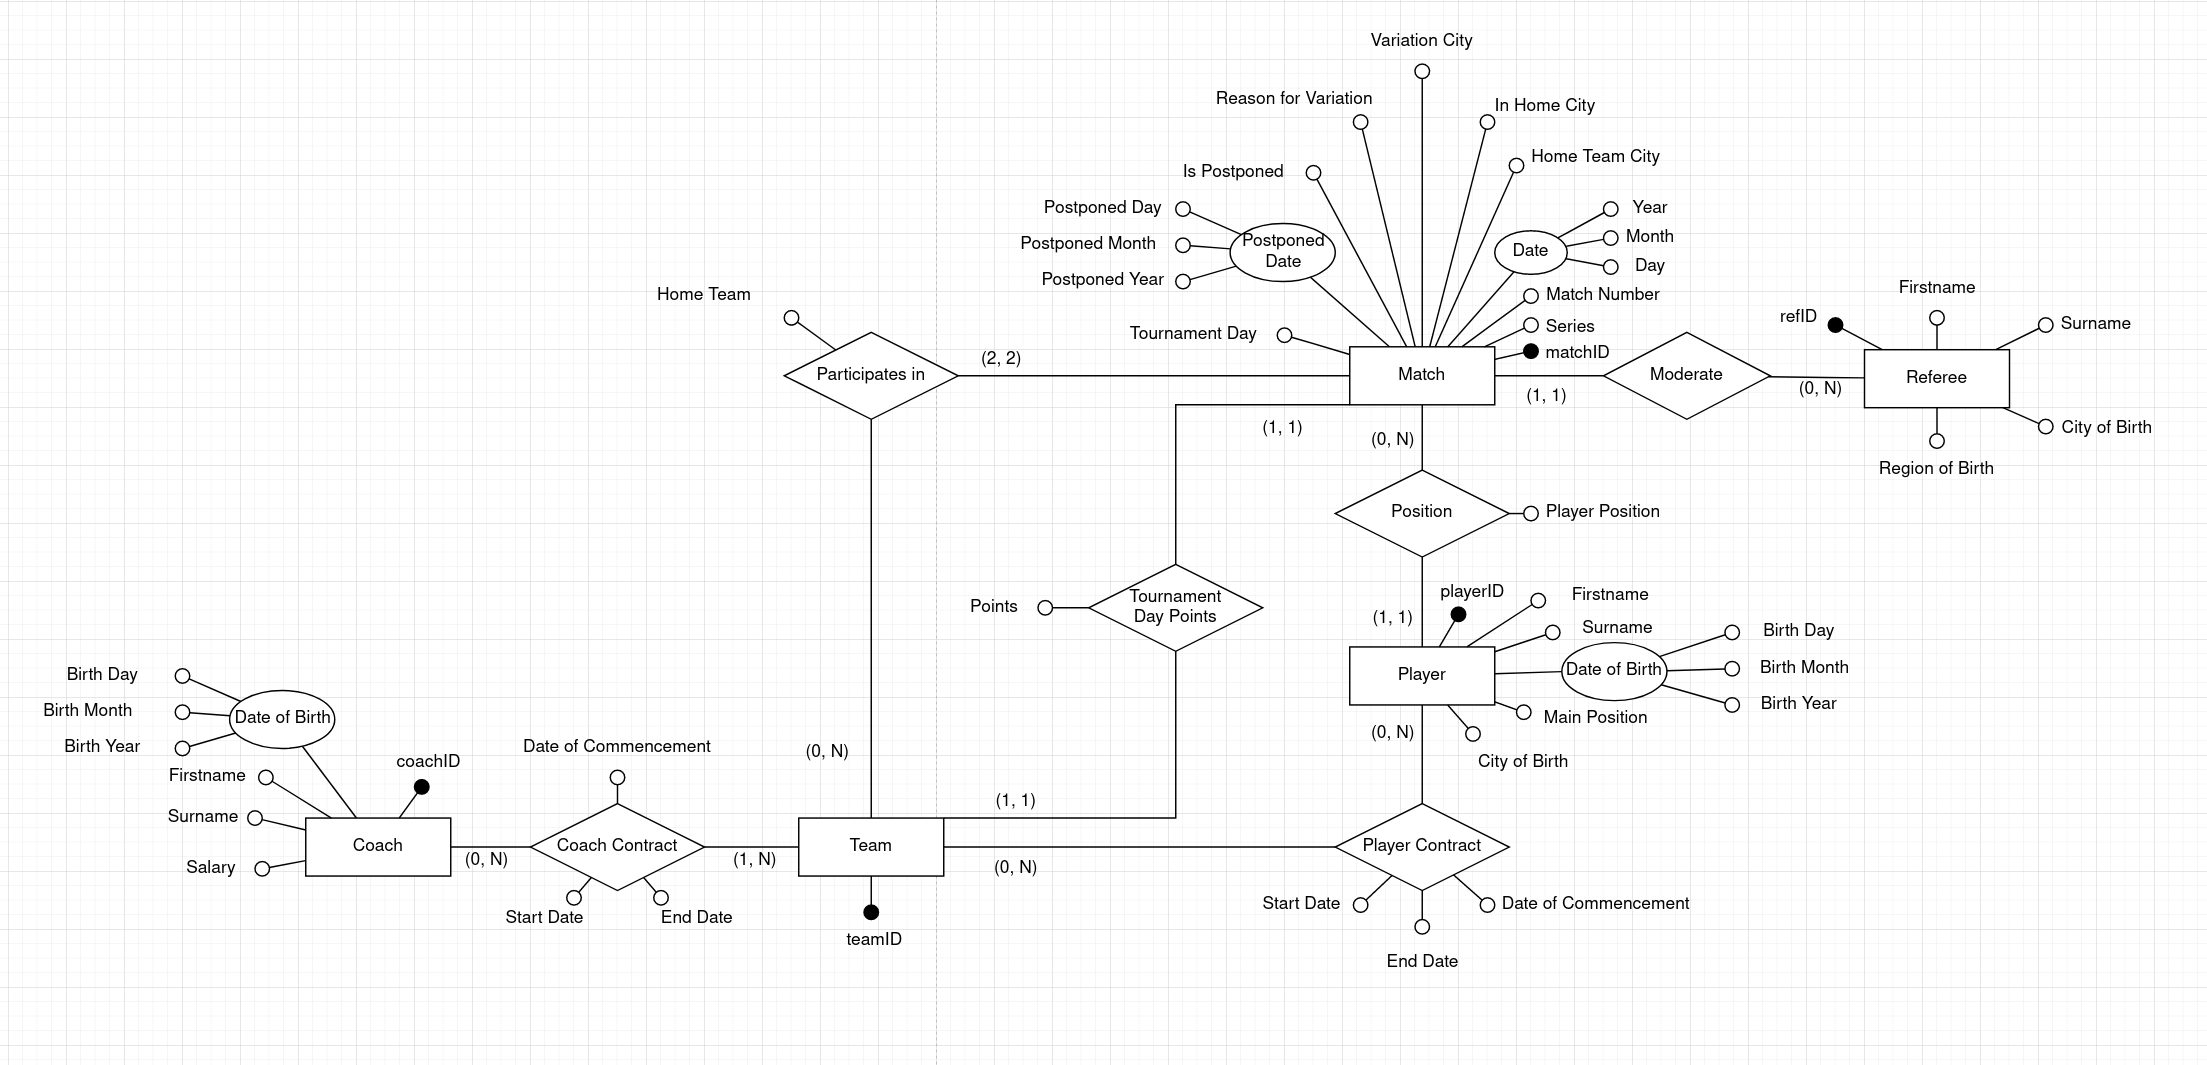 Variation City
Reason for Variation
In Home City
Home Team City
Is Postponed
Postponed Day
Postponed Month
Postponed Year
Postponed
Date
Date
Year
Month
Day
Match Number
Series
matchID
Tournament Day
Home Team
Participates in
(2, 2)
Match
(1, 1)
Moderate
(0, N)
refID
Firstname
Surname
Referee
City of Birth
Region of Birth
(1, 1)
(0, N)
Position
Player Position
Points
Tournament
Day Points
(1, 1)
playerID
Firstname
Surname
Player
Date of Birth
Birth Day
Birth Month
Birth Year
Main Position
City of Birth
(0, N)
Birth Day
Birth Month
Birth Year
Date of Birth
Firstname
Surname
Salary
coachID
Coach
(0, N)
Date of Commencement
Coach Contract
Start Date
End Date
(1, N)
(0, N)
Team
teamID
(1, 1)
(0, N)
Player Contract
Start Date
End Date
Date of Commencement